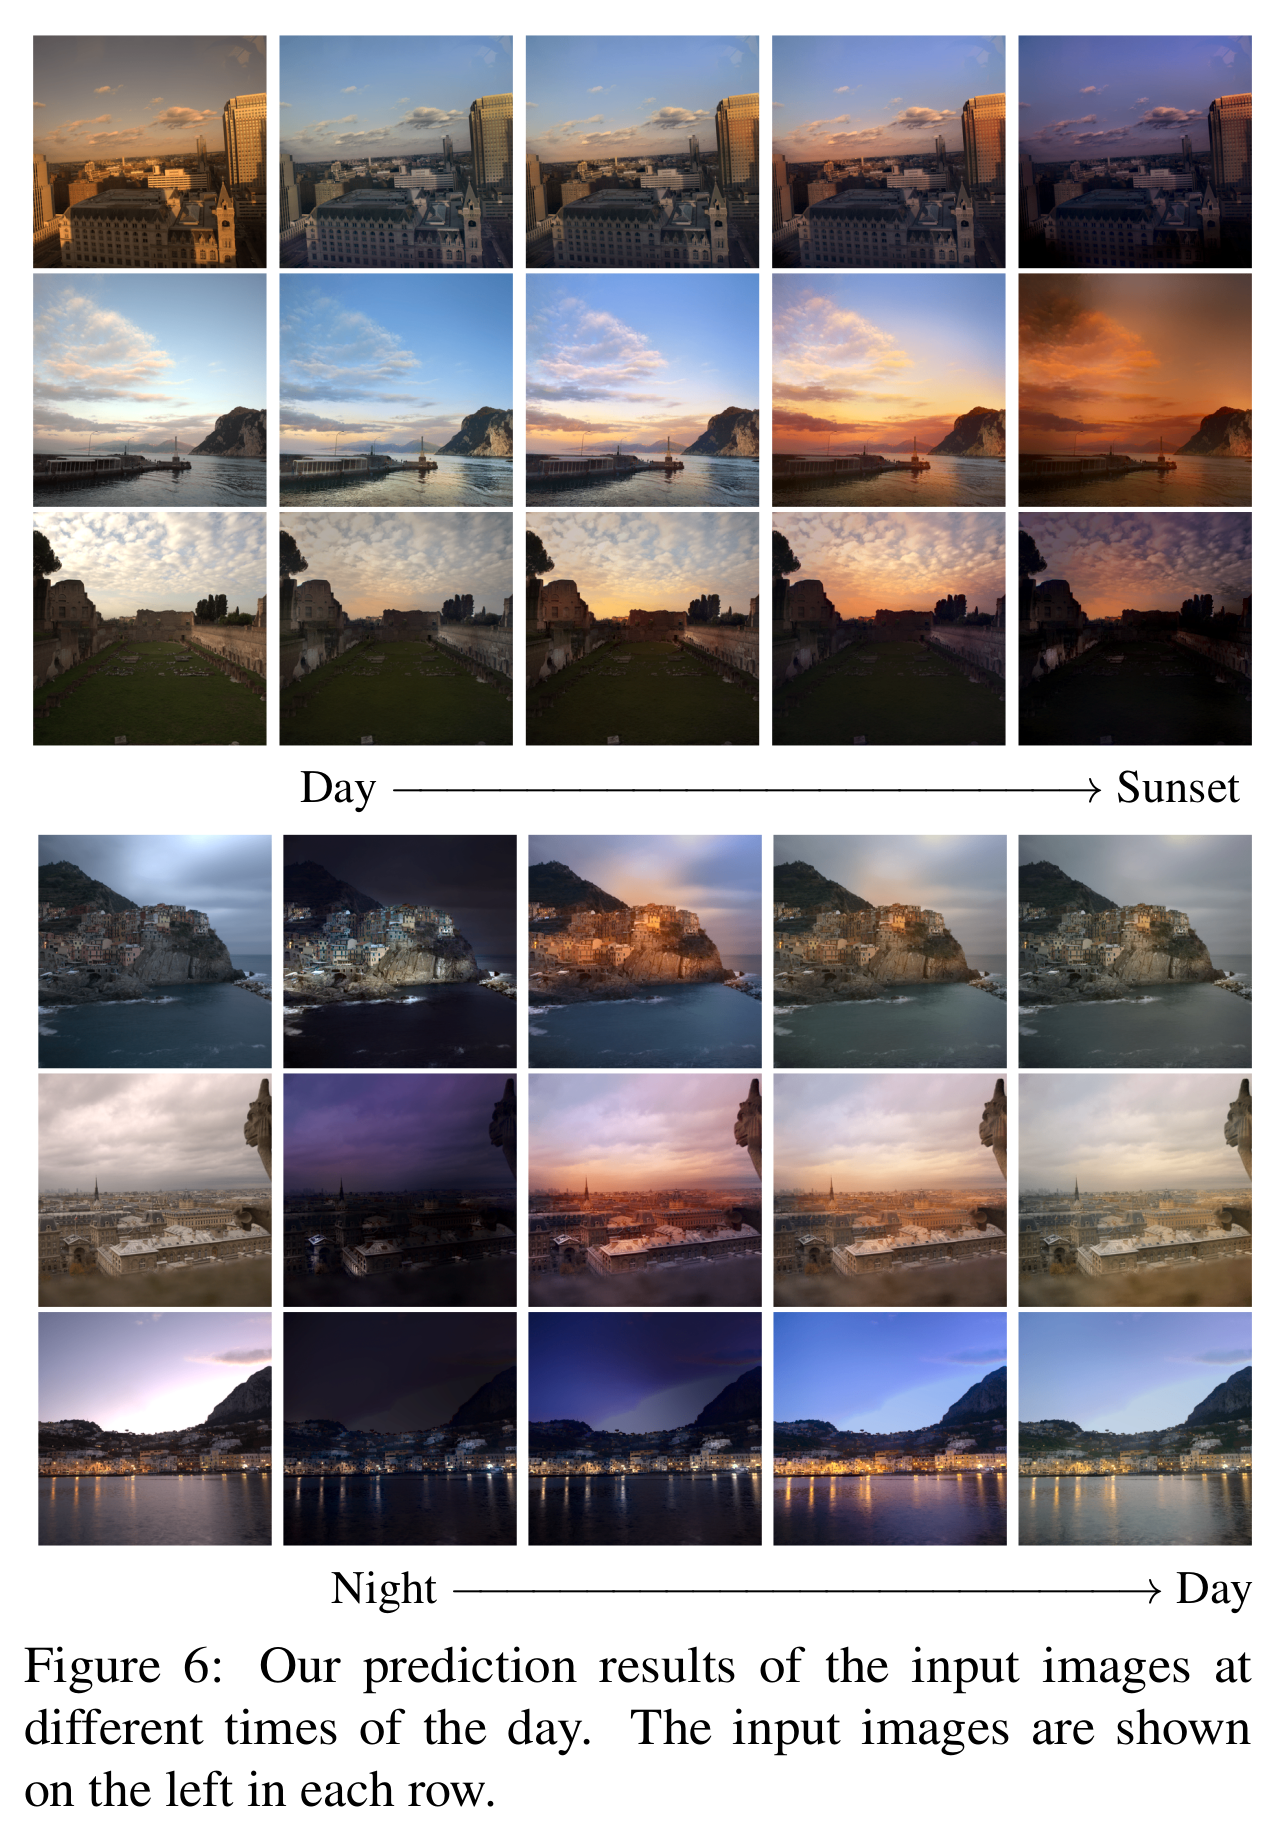 Day Sunset
Night Day
Figure 6: Our prediction results of the input images at
different times of the day. The input images are shown
on the left in each row.